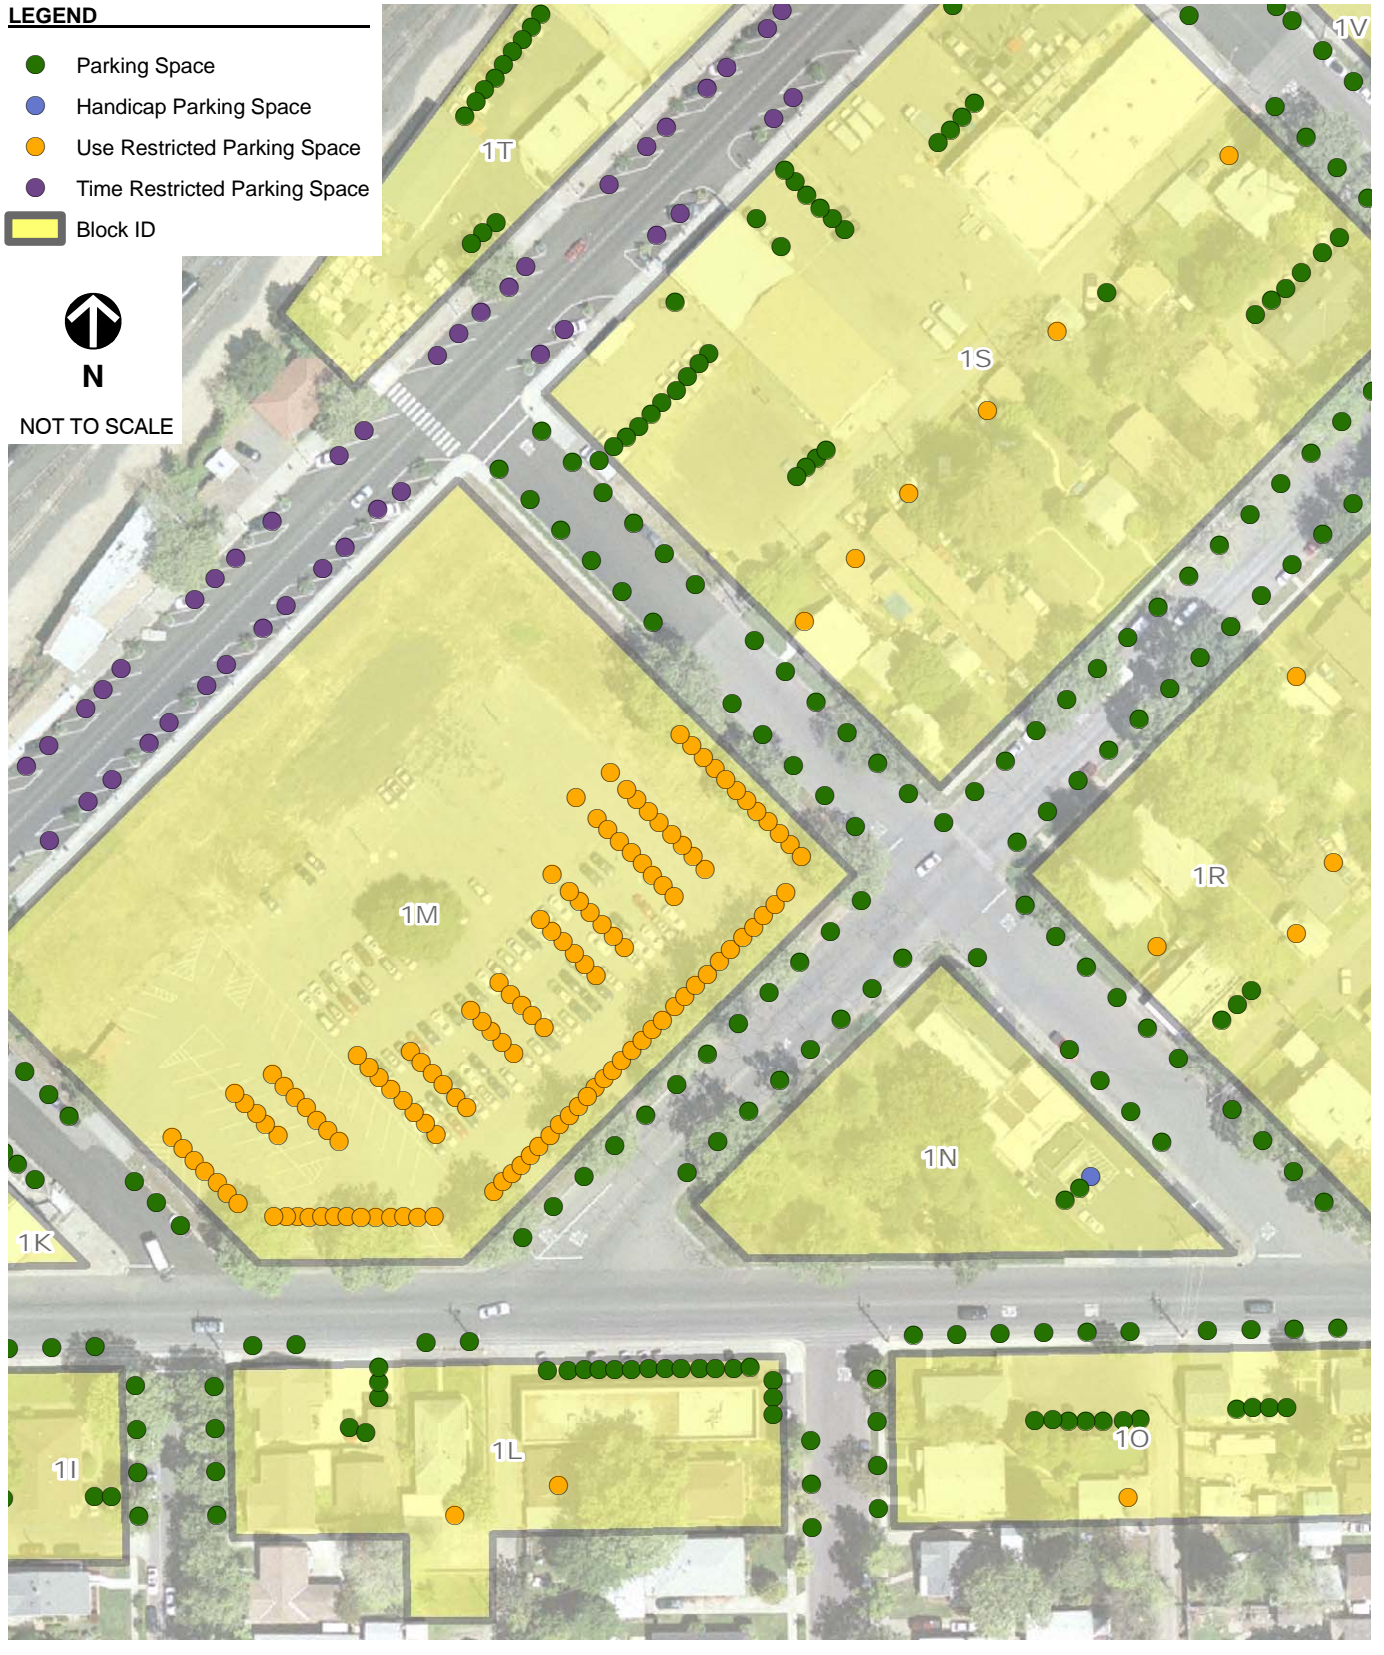 LEGEND
Parking Space
Handicap Parking Space
Use Restricted Parking Space
Time Restricted Parking Space
Block ID
N
NOT TO SCALE
1V
1T
1S
1R
1M
1N
1K
1L
1O
1I